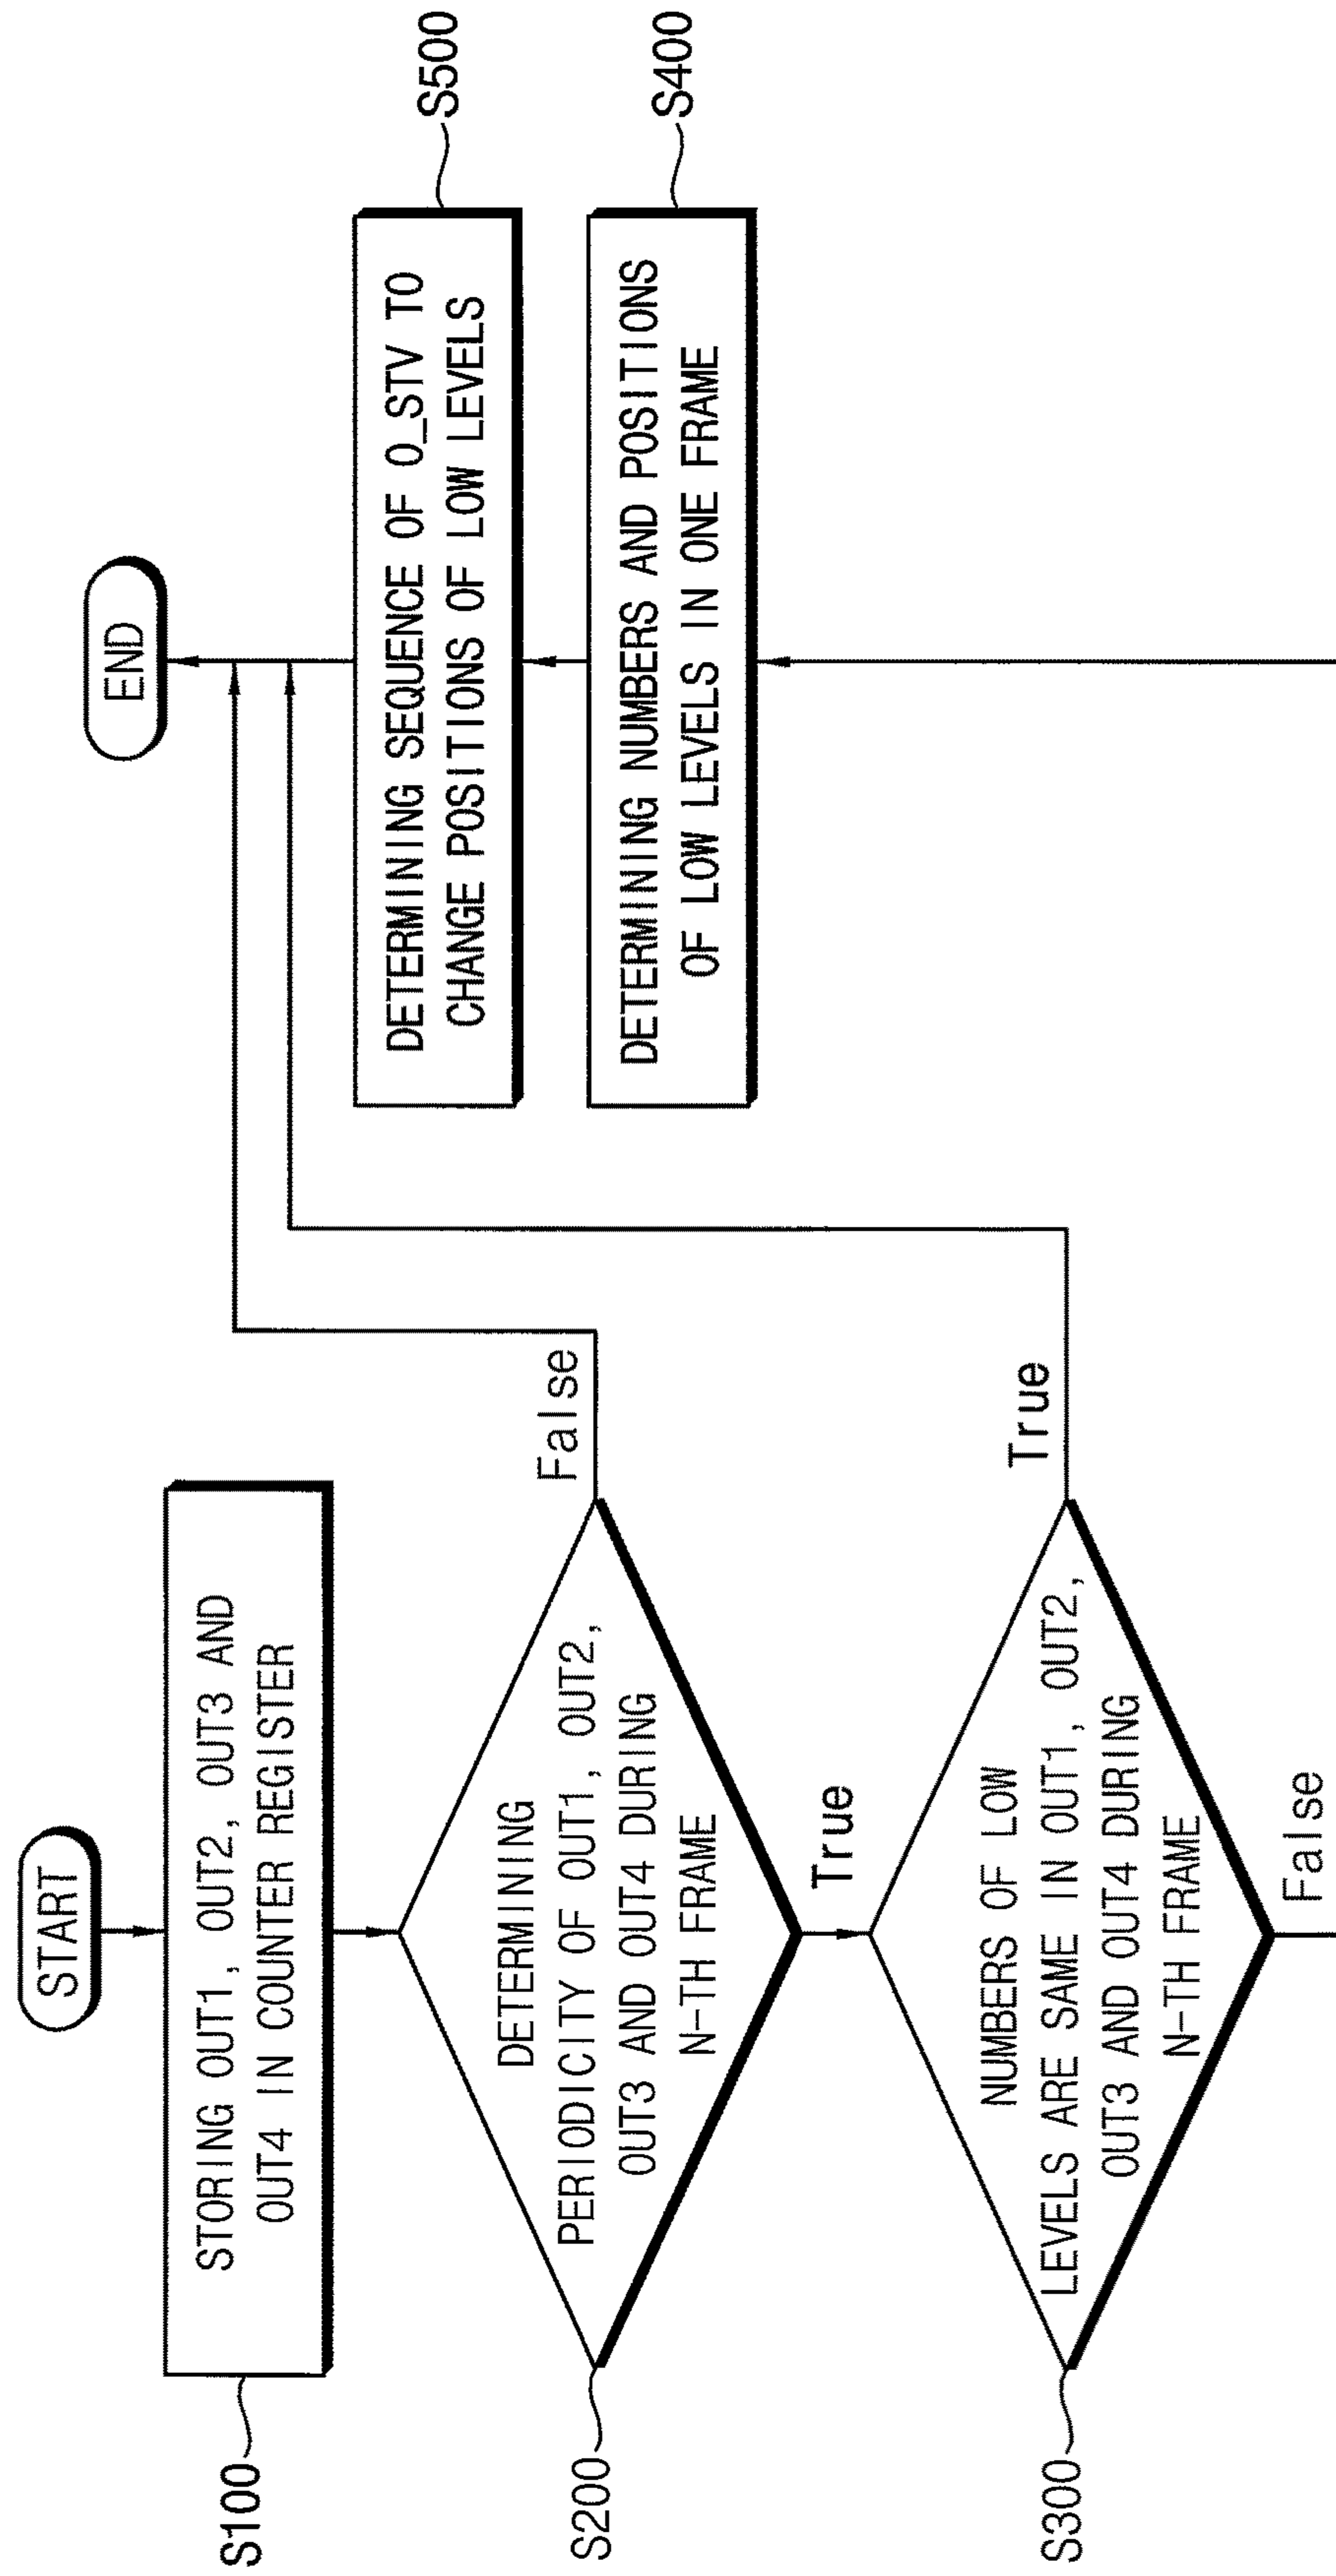 START
STORING OUT1, OUT2, OUT3 AND
OUT4 IN COUNTER REGISTER
S100
DETERMINING
PERIODICITY OF OUT1, OUT2,
OUT3 AND OUT4 DURING
N-TH FRAME
S200
False
True
NUMBERS OF LOW
LEVELS ARE SAME IN OUT1, OUT2,
OUT3 AND OUT4 DURING
N-TH FRAME
S300
True
False
DETERMINING NUMBERS AND POSITIONS
OF LOW LEVELS IN ONE FRAME
S400
DETERMINING SEQUENCE OF O_STV TO
CHANGE POSITIONS OF LOW LEVELS
S500
END